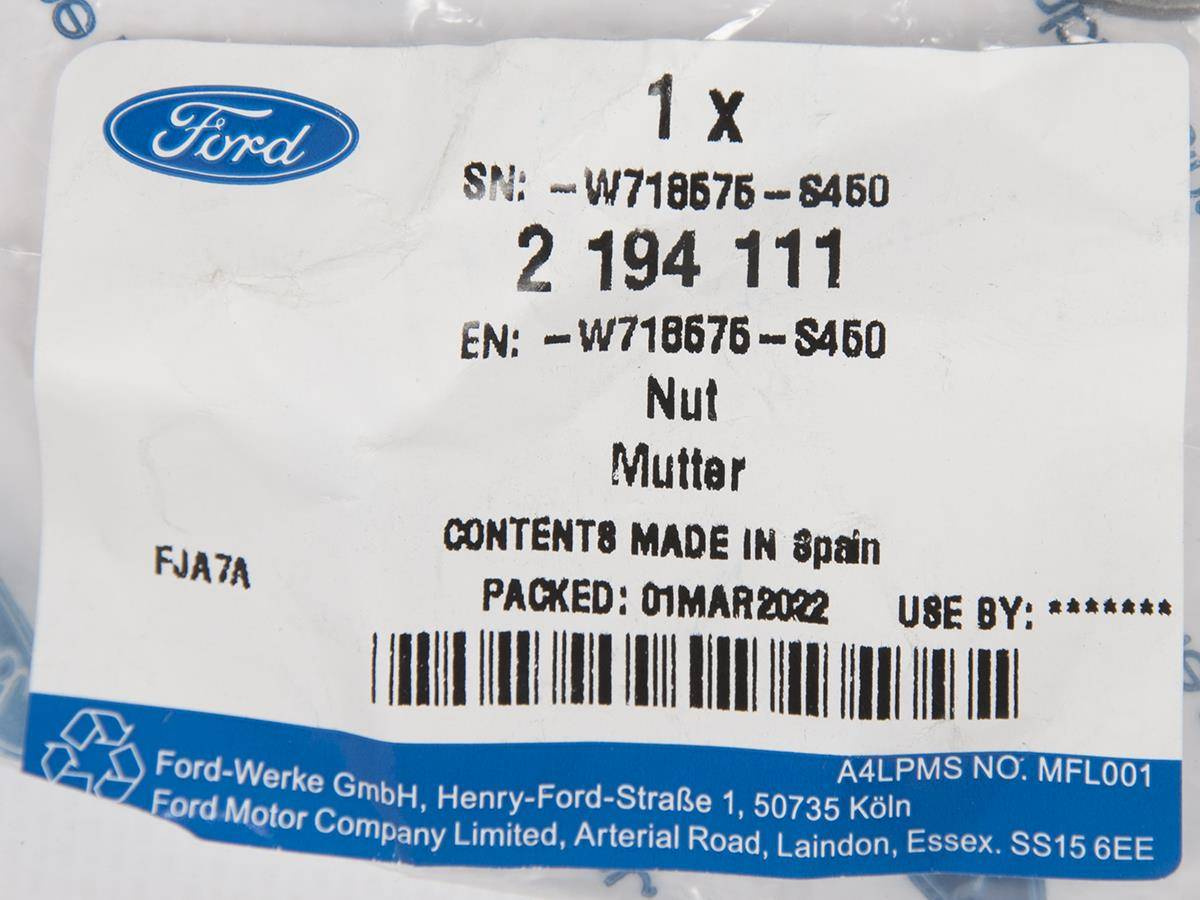 Ford
1 x
SN: -W718575-S450
2 194 111
EN: -W718575-S450
Nut
Mutter
CONTENTS MADE IN Spain
FJA7A
PACKED: 01MAR2022 USE BY: *******
A4LPMS NO. MFL001
Ford-Werke GmbH, Henry-Ford-Straße 1, 50735 Köln
Ford Motor Company Limited, Arterial Road, Laindon, Essex. SS15 6EE